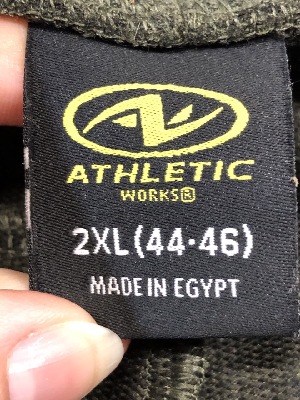 ATHLETIC
WORKS®
2XL(44·46)
MADE IN EGYPT